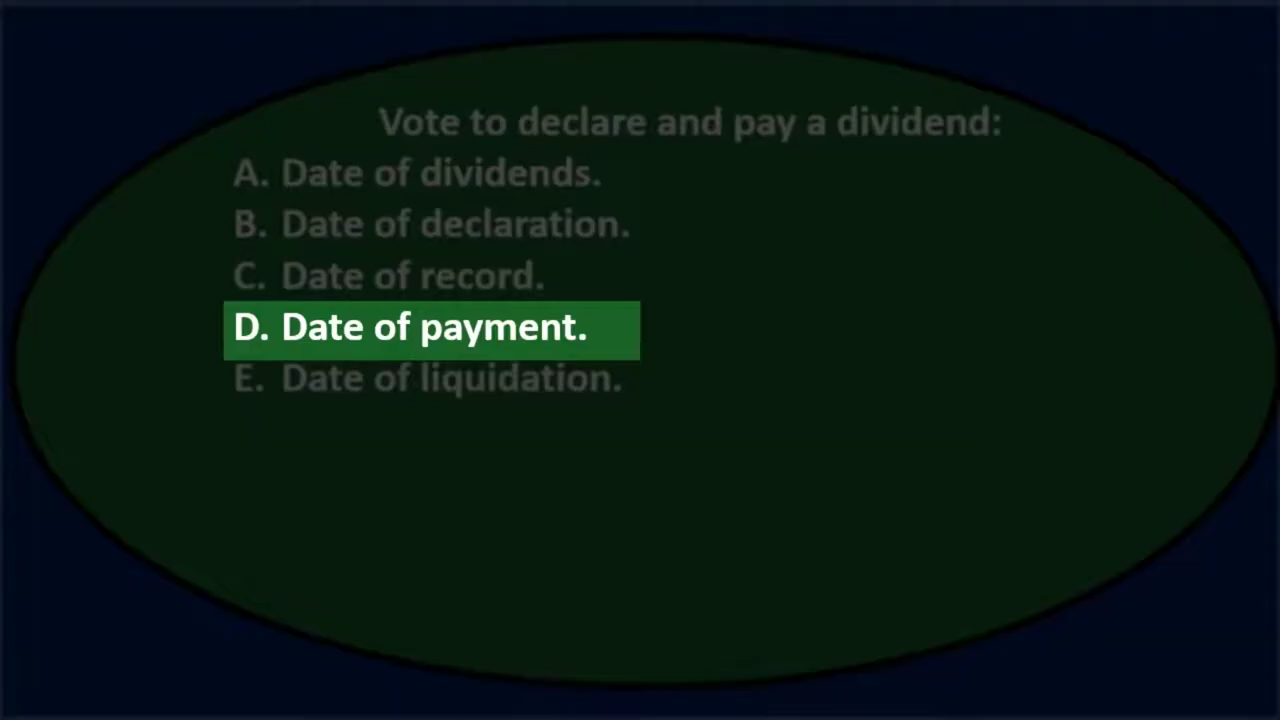 Vote to declare and pay a dividend:
A. Date of dividends.
B. Date of declaration.
C. Date of record.
D. Date of payment.
E. Date of liquidation.